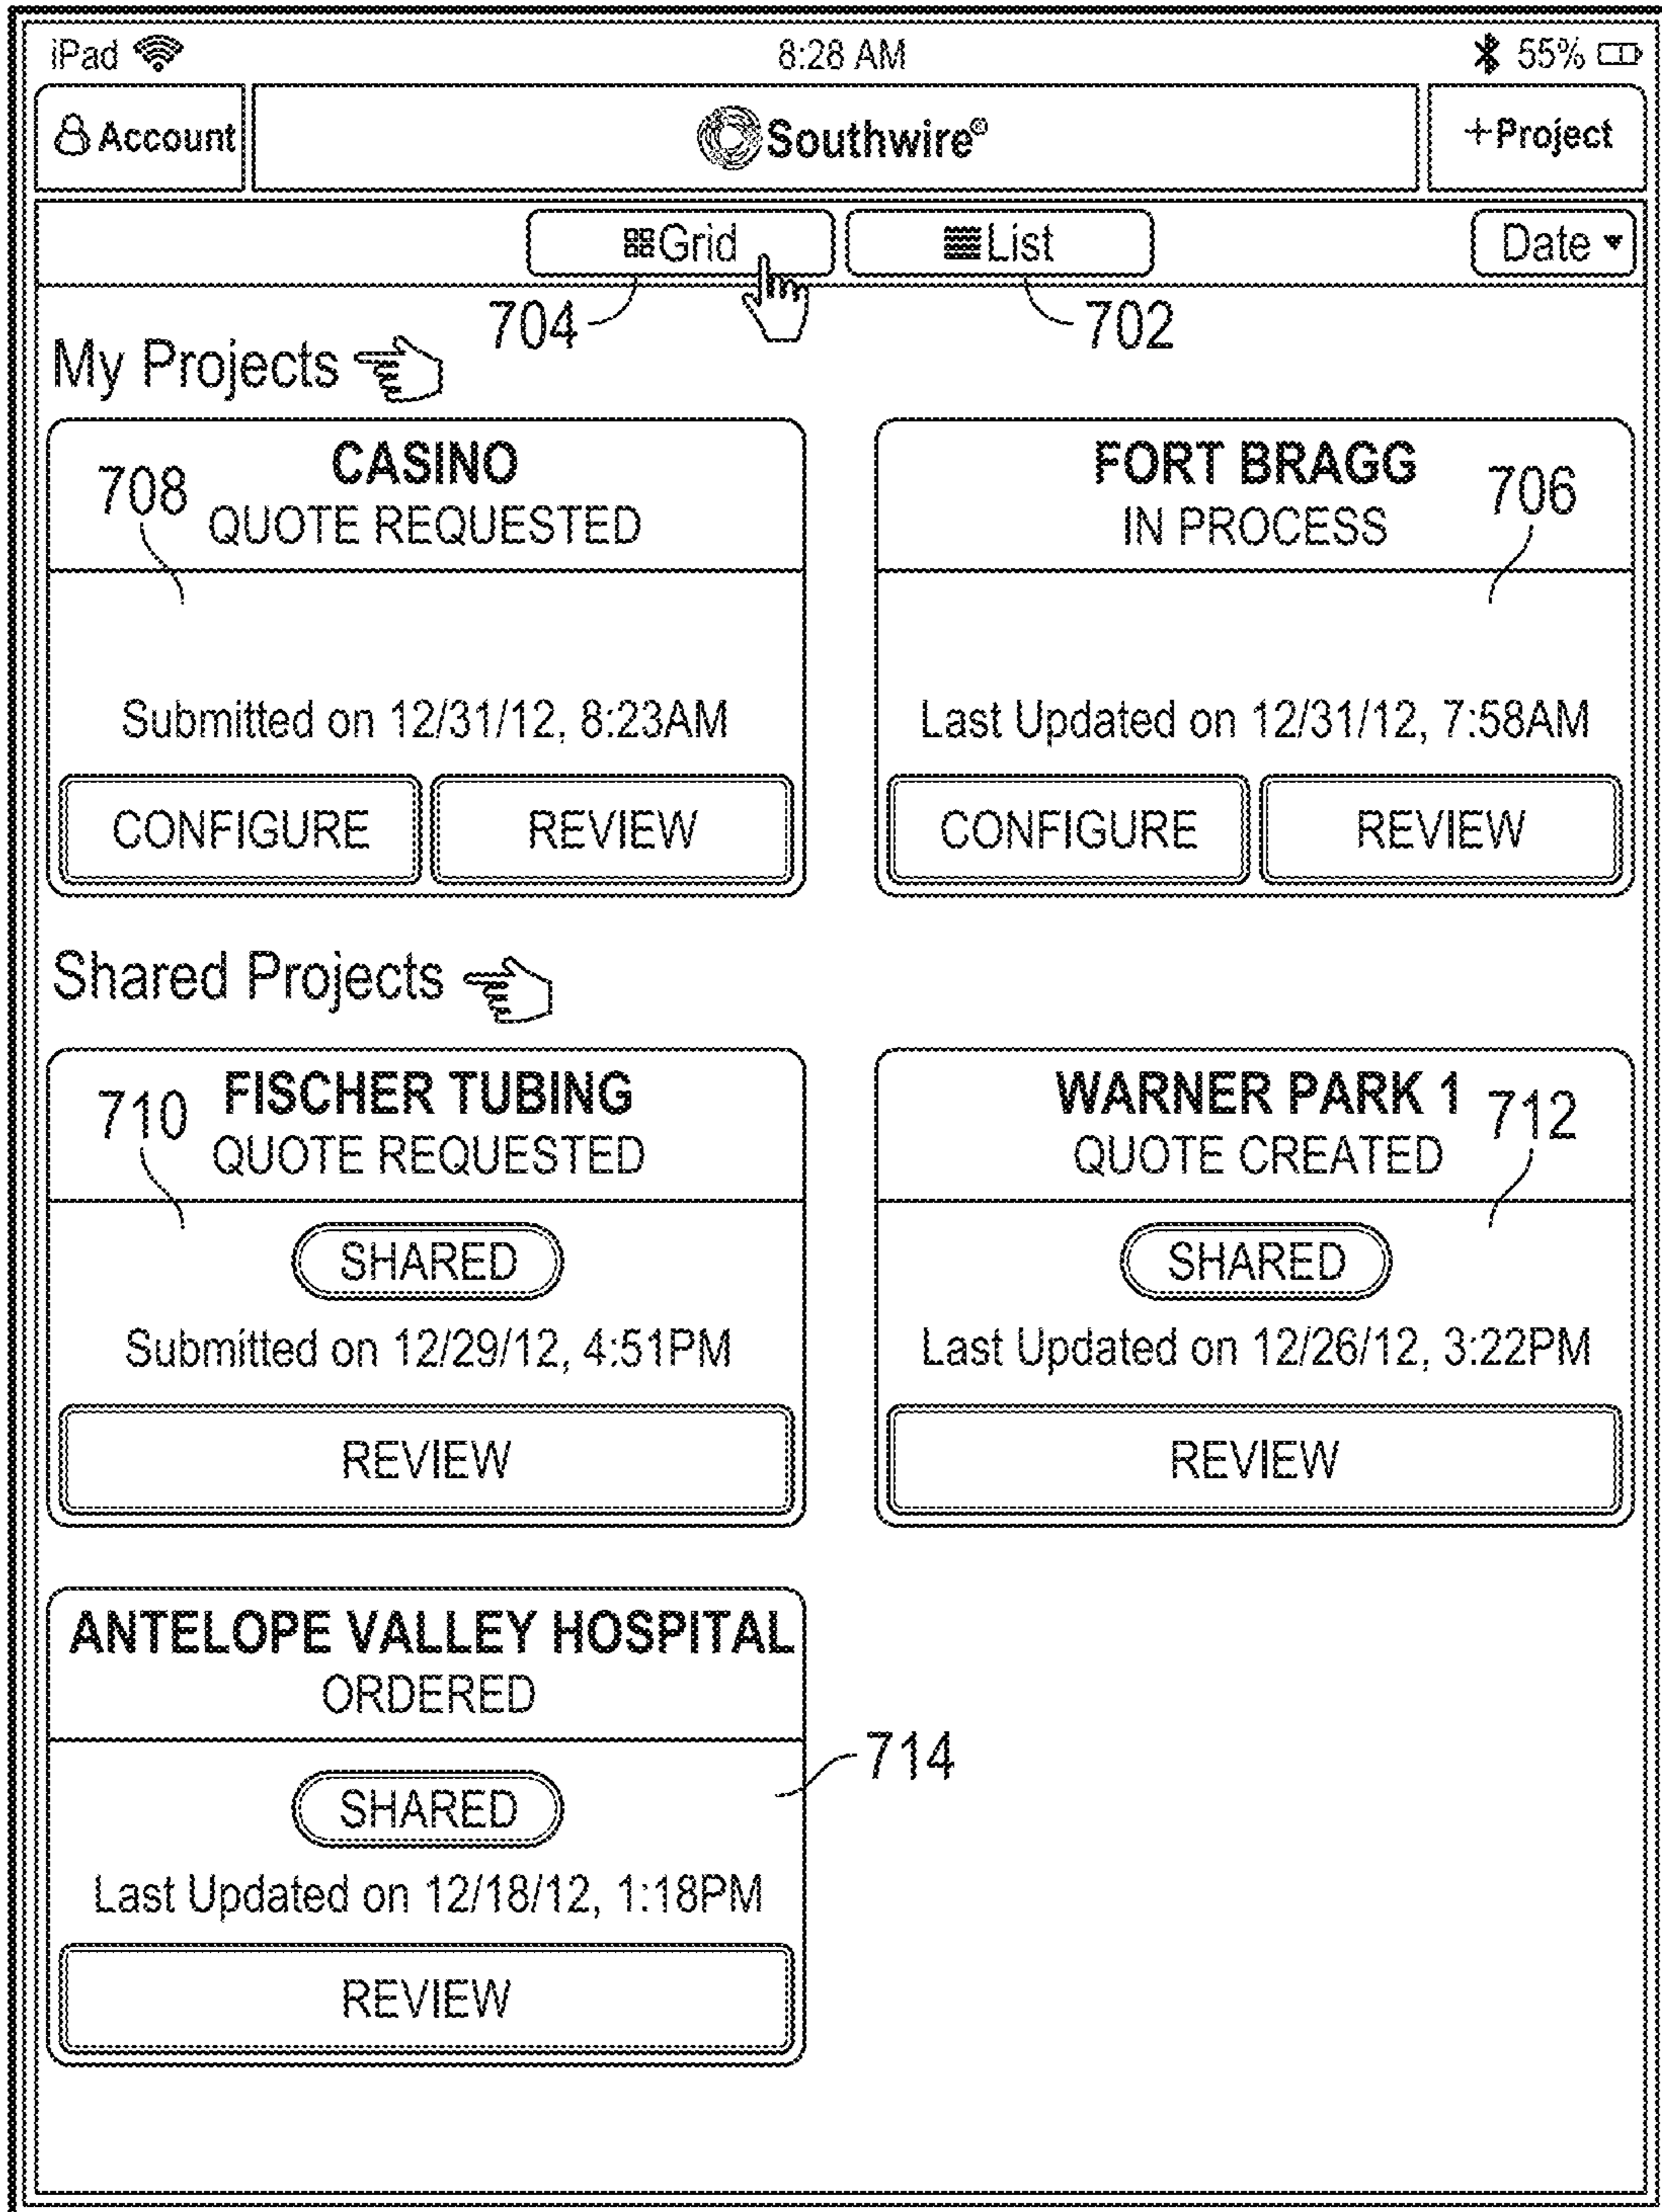 iPad 8:28 AM 55%
Account Southwire® +Project
Grid List Date
704 702
My Projects
CASINO
708
QUOTE REQUESTED
Submitted on 12/31/12, 8:23AM
CONFIGURE REVIEW
FORT BRAGG
706
IN PROCESS
Last Updated on 12/31/12, 7:58AM
CONFIGURE REVIEW
Shared Projects
FISCHER TUBING
710
QUOTE REQUESTED
SHARED
Submitted on 12/29/12, 4:51PM
REVIEW
WARNER PARK 1
712
QUOTE CREATED
SHARED
Last Updated on 12/26/12, 3:22PM
REVIEW
ANTELOPE VALLEY HOSPITAL
ORDERED
714
SHARED
Last Updated on 12/18/12, 1:18PM
REVIEW